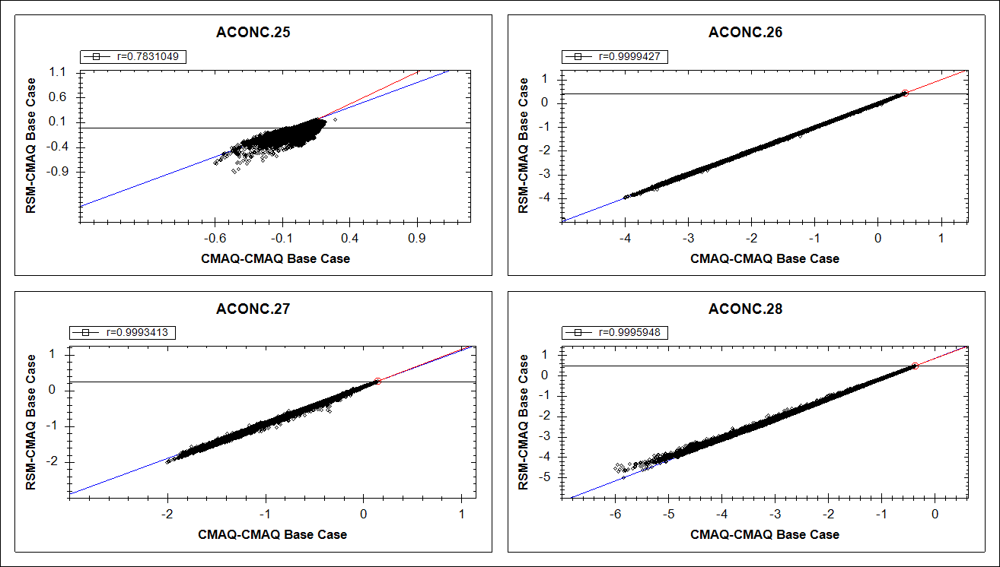 ACONC.25
r=0.7831049
1.1
0.6
0.1
-0.4
-0.9
RSM-CMAQ Base Case
-0.6 -0.1 0.4 0.9
CMAQ-CMAQ Base Case
ACONC.26
r=0.9999427
1
0
-1
-2
-3
-4
RSM-CMAQ Base Case
-4 -3 -2 -1 0 1
CMAQ-CMAQ Base Case
ACONC.27
r=0.9993413
1
0
-1
-2
RSM-CMAQ Base Case
-2 -1 0 1
CMAQ-CMAQ Base Case
ACONC.28
r=0.9995948
1
0
-1
-2
-3
-4
-5
RSM-CMAQ Base Case
-6 -5 -4 -3 -2 -1 0
CMAQ-CMAQ Base Case